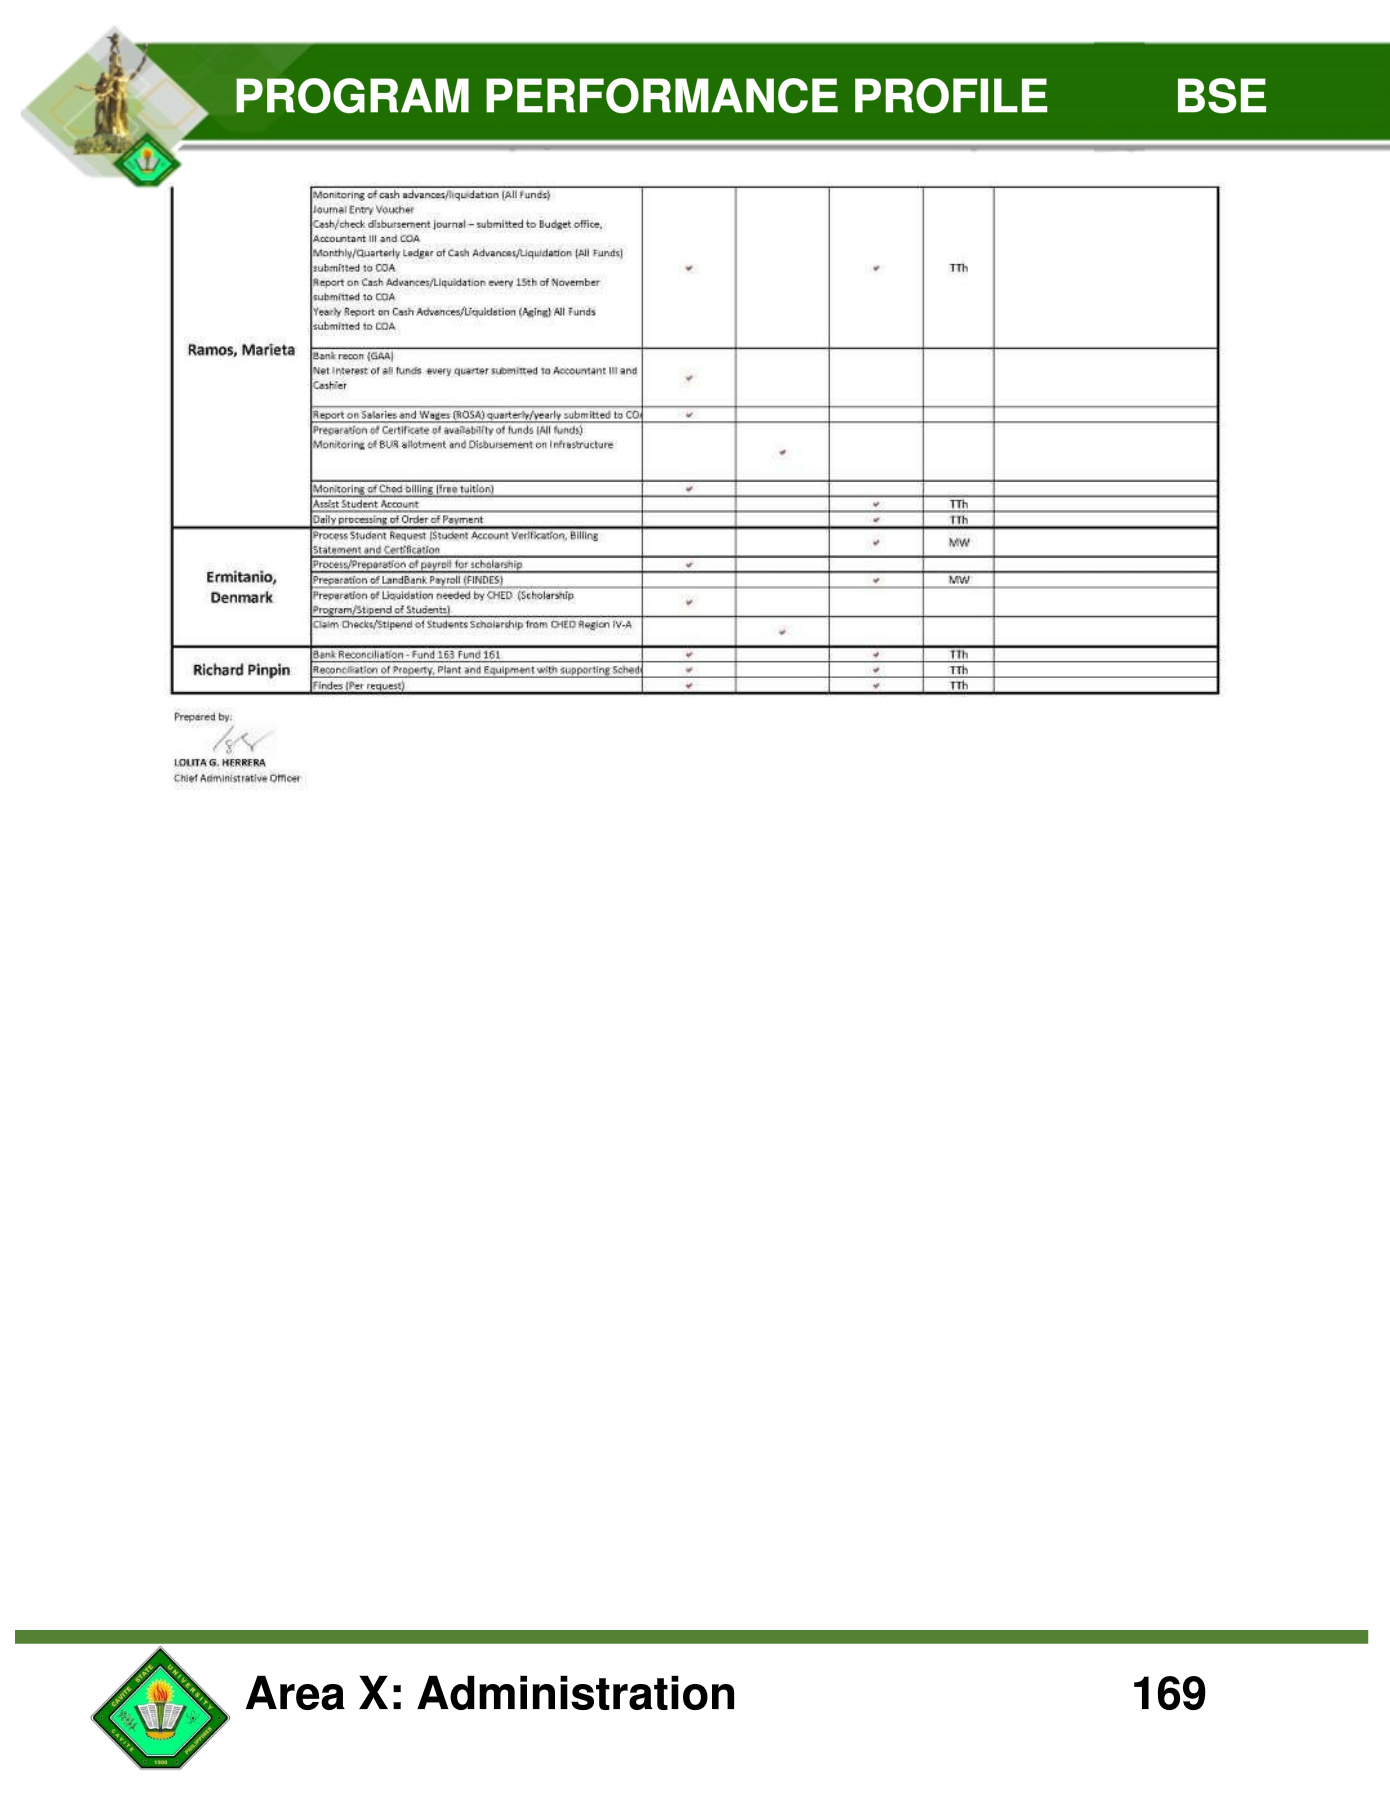 PROGRAM PERFORMANCE PROFILE BSE
Monitoring of cash advances/liquidation (All Funds)
Journal Entry Voucher
Cash/check disbursement journal – submitted to Budget office,
Accountant III and COA
Monthly/Quarterly Ledger of Cash Advances/Liquidation (All Funds)
submitted to COA
Report on Cash Advances/Liquidation every 15th of November
submitted to COA
Yearly Report on Cash Advances/Liquidation (Aging) All Funds
submitted to COA
TTh
Ramos, Marieta
Bank recon (GAA)
Net Interest of all funds every quarter submitted to Accountant III and
Cashier
Report on Salaries and Wages (ROSA) quarterly/yearly submitted to CO
Preparation of Certificate of availability of funds (All funds)
Monitoring of BUR allotment and Disbursement on Infrastructure
Monitoring of Ched billing (free tuition)
Assist Student Account TTh
Daily processing of Order of Payment TTh
Ermitanio,
Denmark
Process Student Request (Student Account Verification, Billing
Statement and Certification
MW
Process/Preparation of payroll for scholarship
Preparation of LandBank Payroll (FINDES) MW
Preparation of Liquidation needed by CHED (Scholarship
Program/Stipend of Students)
Claim Checks/Stipend of Students Scholarship from CHED Region IV-A
Richard Pinpin
Bank Reconciliation - Fund 163 Fund 161 TTh
Reconciliation of Property, Plant and Equipment with supporting Sched TTh
Findes (Per request) TTh
Prepared by:
LOLITA G. HERRERA
Chief Administrative Officer
CAVITE STATE UNIVERSITY
CAVITE PHILIPPINES
1906
Area X: Administration 169